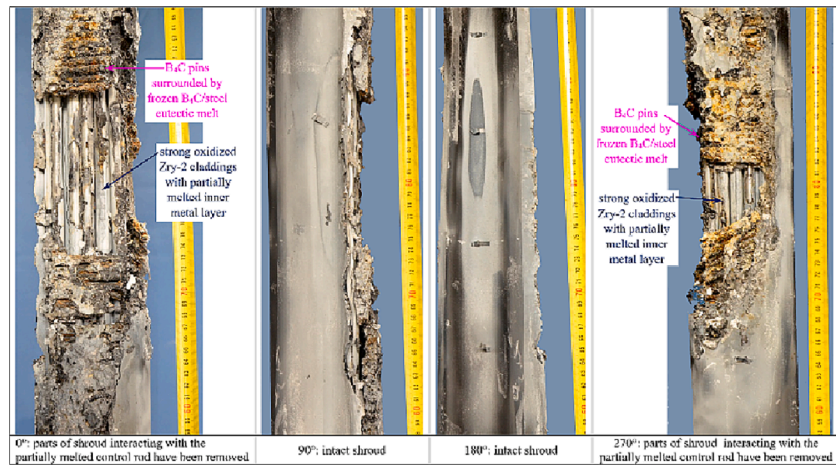 B₄C pins
surrounded by
frozen B₄C/steel
eutectic melt
strong oxidized
Zry-2 claddings
with partially
melted inner
metal layer
B₄C pins
surrounded by
frozen B₄C/steel
eutectic melt
strong oxidized
Zry-2 claddings
with partially
melted inner
metal layer
0°: parts of shroud interacting with the
partially melted control rod have been removed
90°: intact shroud
180°: intact shroud
270°: parts of shroud interacting with the
partially melted control rod have been removed